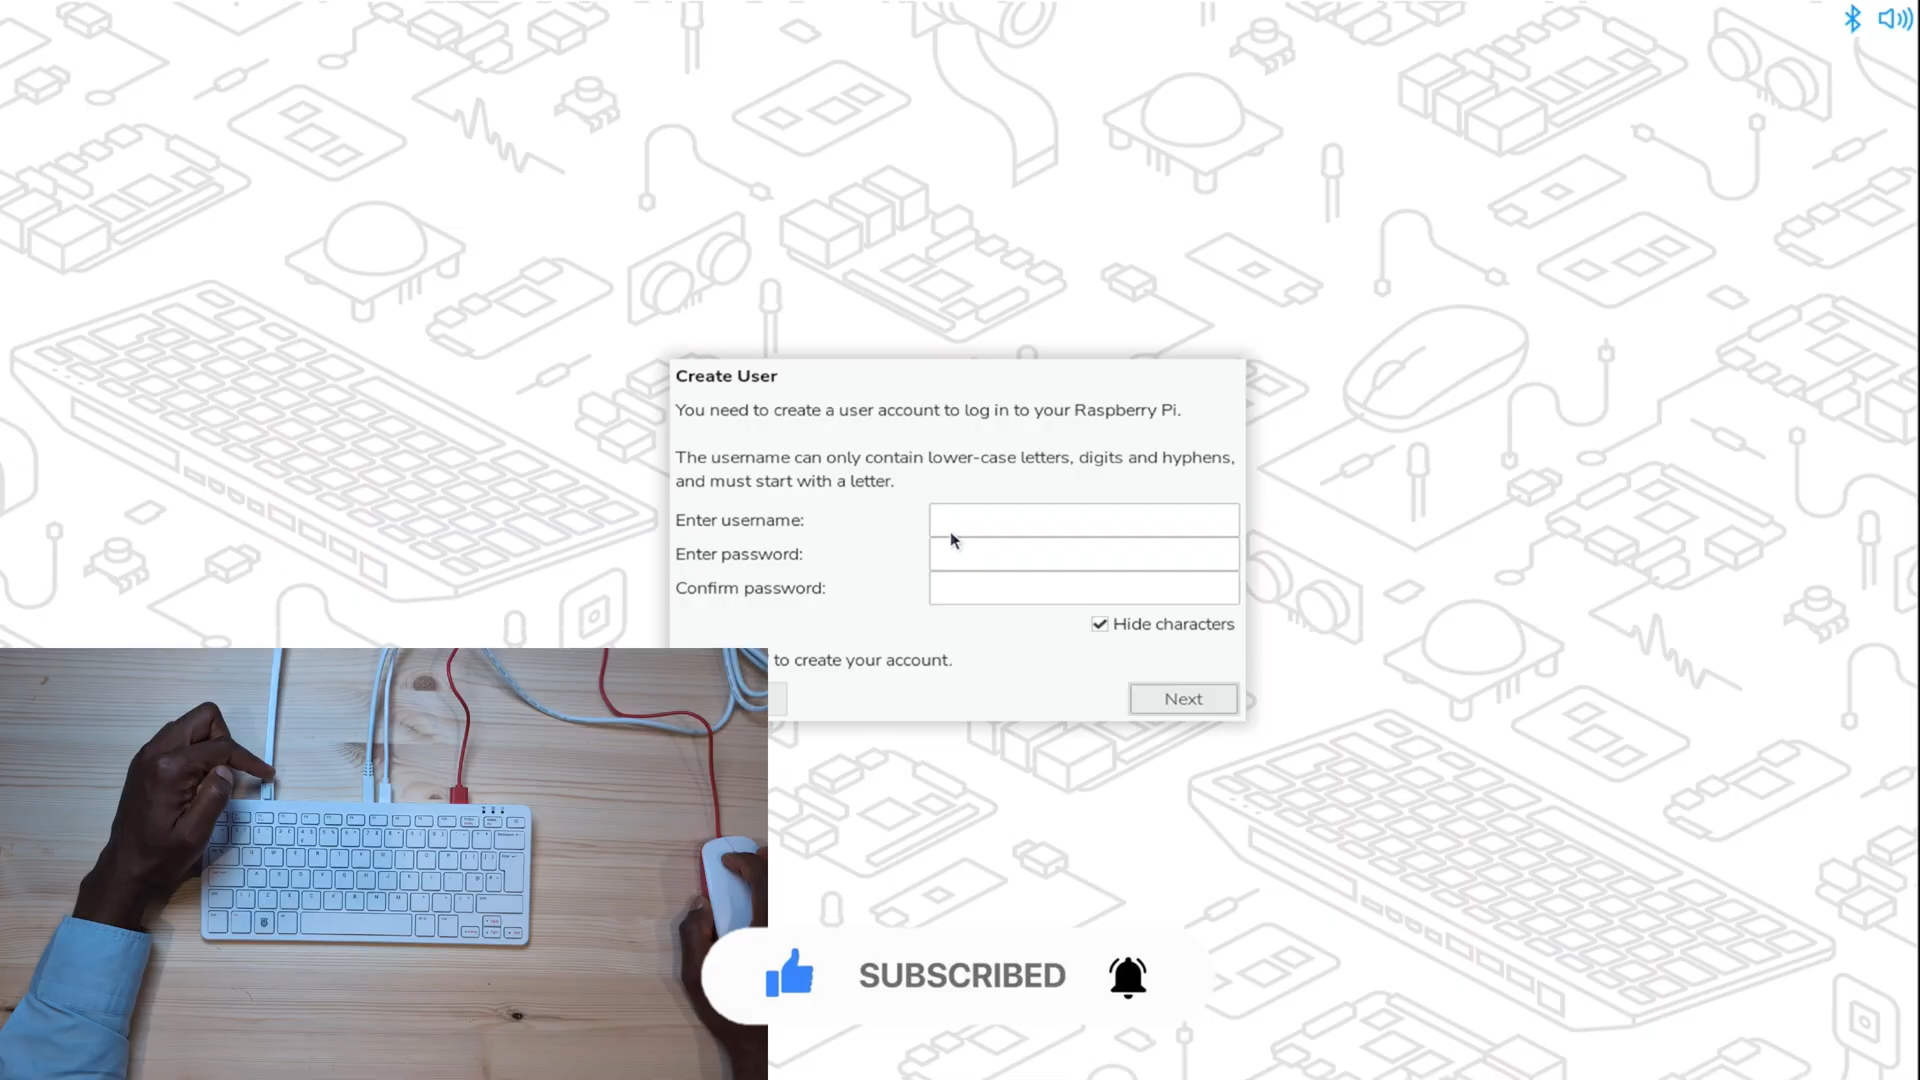 Create User
You need to create a user account to log in to your Raspberry Pi.
The username can only contain lower-case letters, digits and hyphens,
and must start with a letter.
Enter username:
Enter password:
Confirm password:
Hide characters
to create your account.
Next
SUBSCRIBED